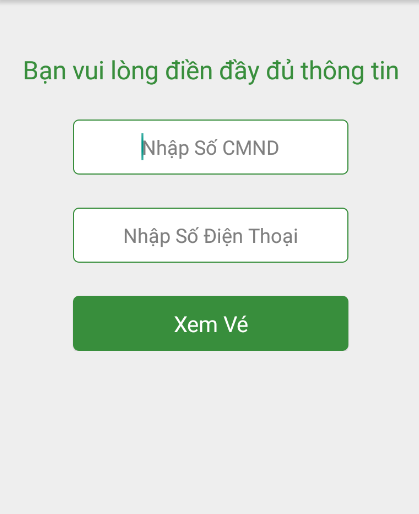 Bạn vui lòng điền đầy đủ thông tin
Nhập Số CMND
Nhập Số Điện Thoại
Xem Vé